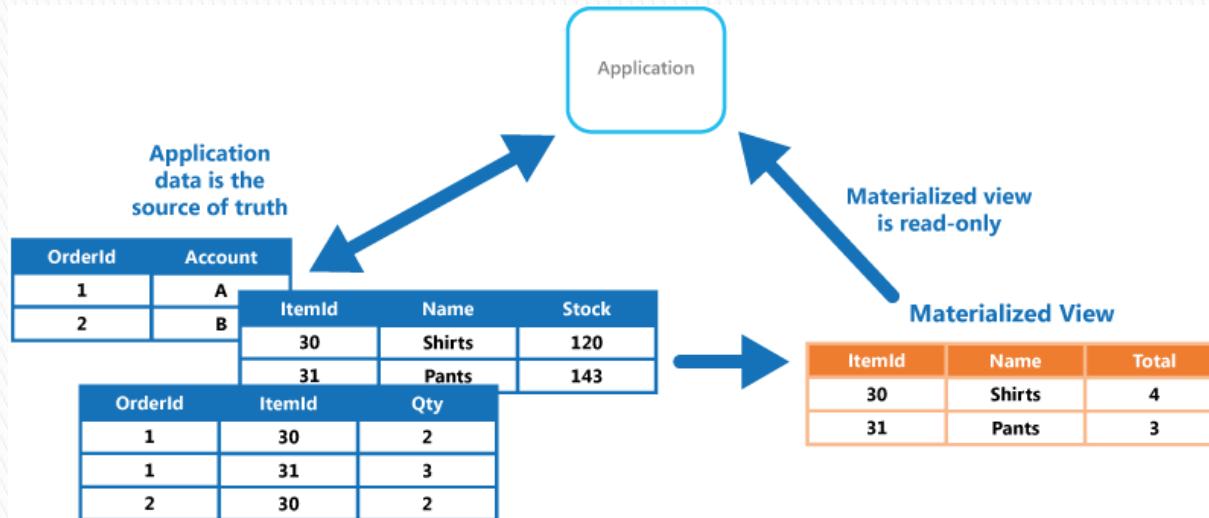 Application
Application
data is the
source of truth
Materialized view
is read-only
OrderId Account
1 A
2 B
ItemId Name Stock
30 Shirts 120
31 Pants 143
OrderId ItemId Qty
1 30 2
1 31 3
2 30 2
Materialized View
ItemId Name Total
30 Shirts 4
31 Pants 3